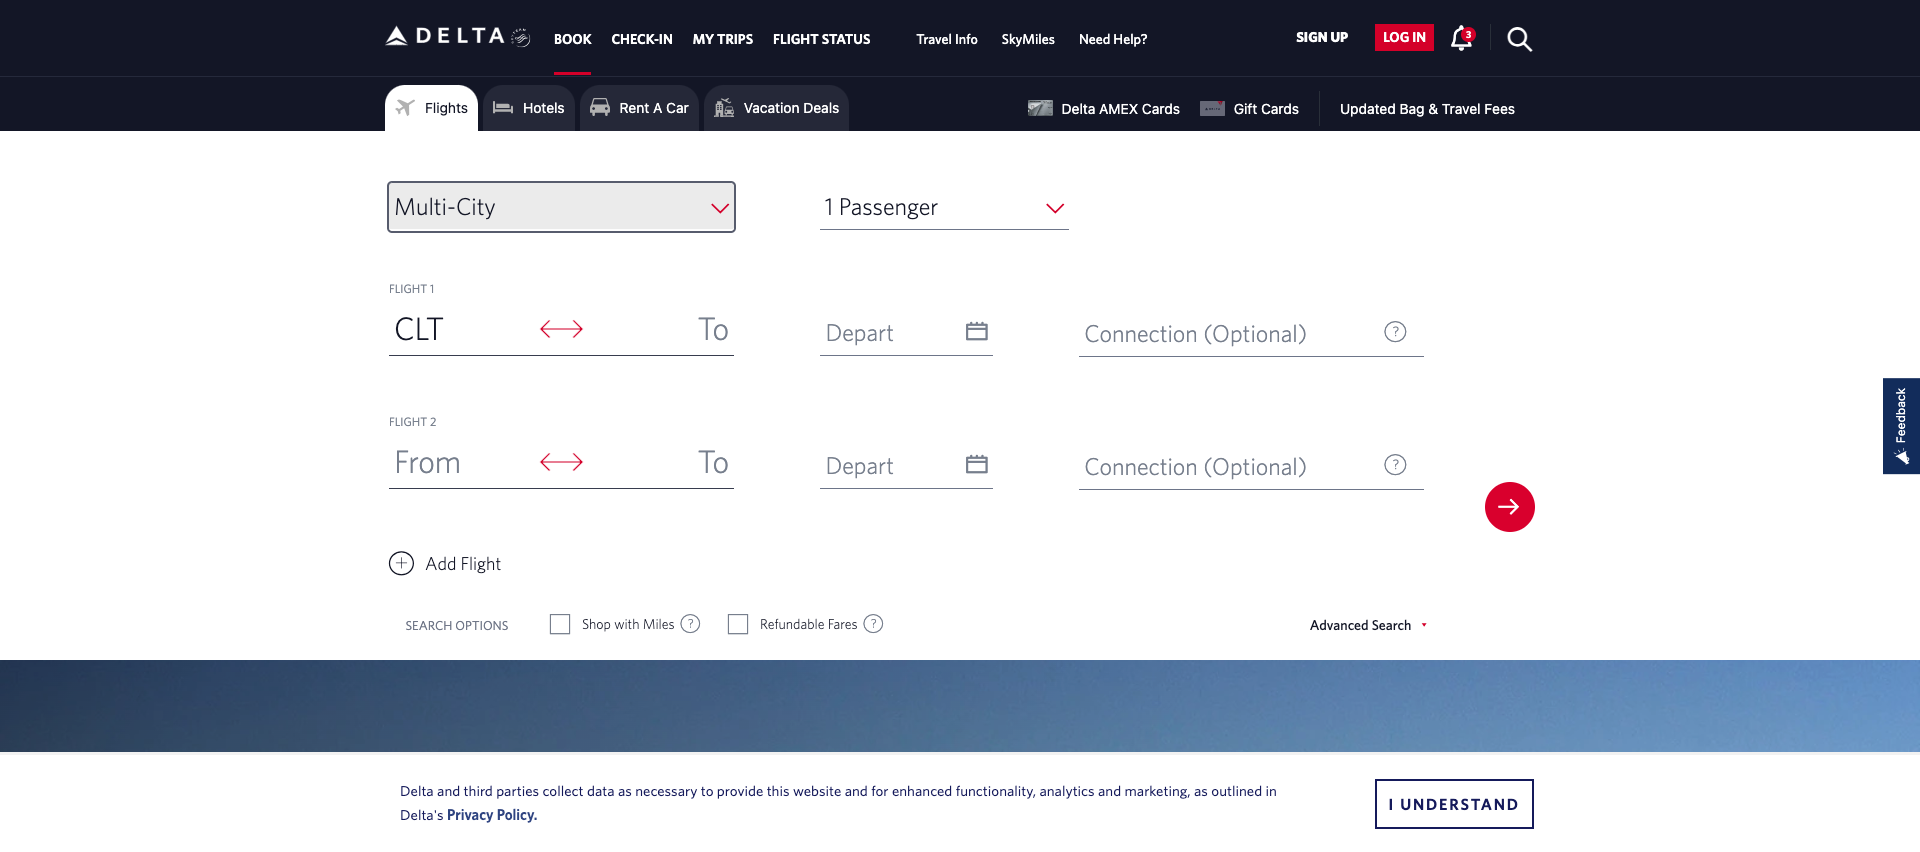 DELTA
BOOK CHECK-IN MY TRIPS FLIGHT STATUS Travel Info SkyMiles Need Help? SIGN UP LOG IN 3
Flights Hotels Rent A Car Vacation Deals Delta AMEX Cards Gift Cards Updated Bag & Travel Fees
Multi-City 1 Passenger
FLIGHT 1
CLT To Depart Connection (Optional) ?
FLIGHT 2
From To Depart Connection (Optional) ?
Feedback
Add Flight
SEARCH OPTIONS Shop with Miles ? Refundable Fares ? Advanced Search
Delta and third parties collect data as necessary to provide this website and for enhanced functionality, analytics and marketing, as outlined in
Delta's Privacy Policy.
I UNDERSTAND